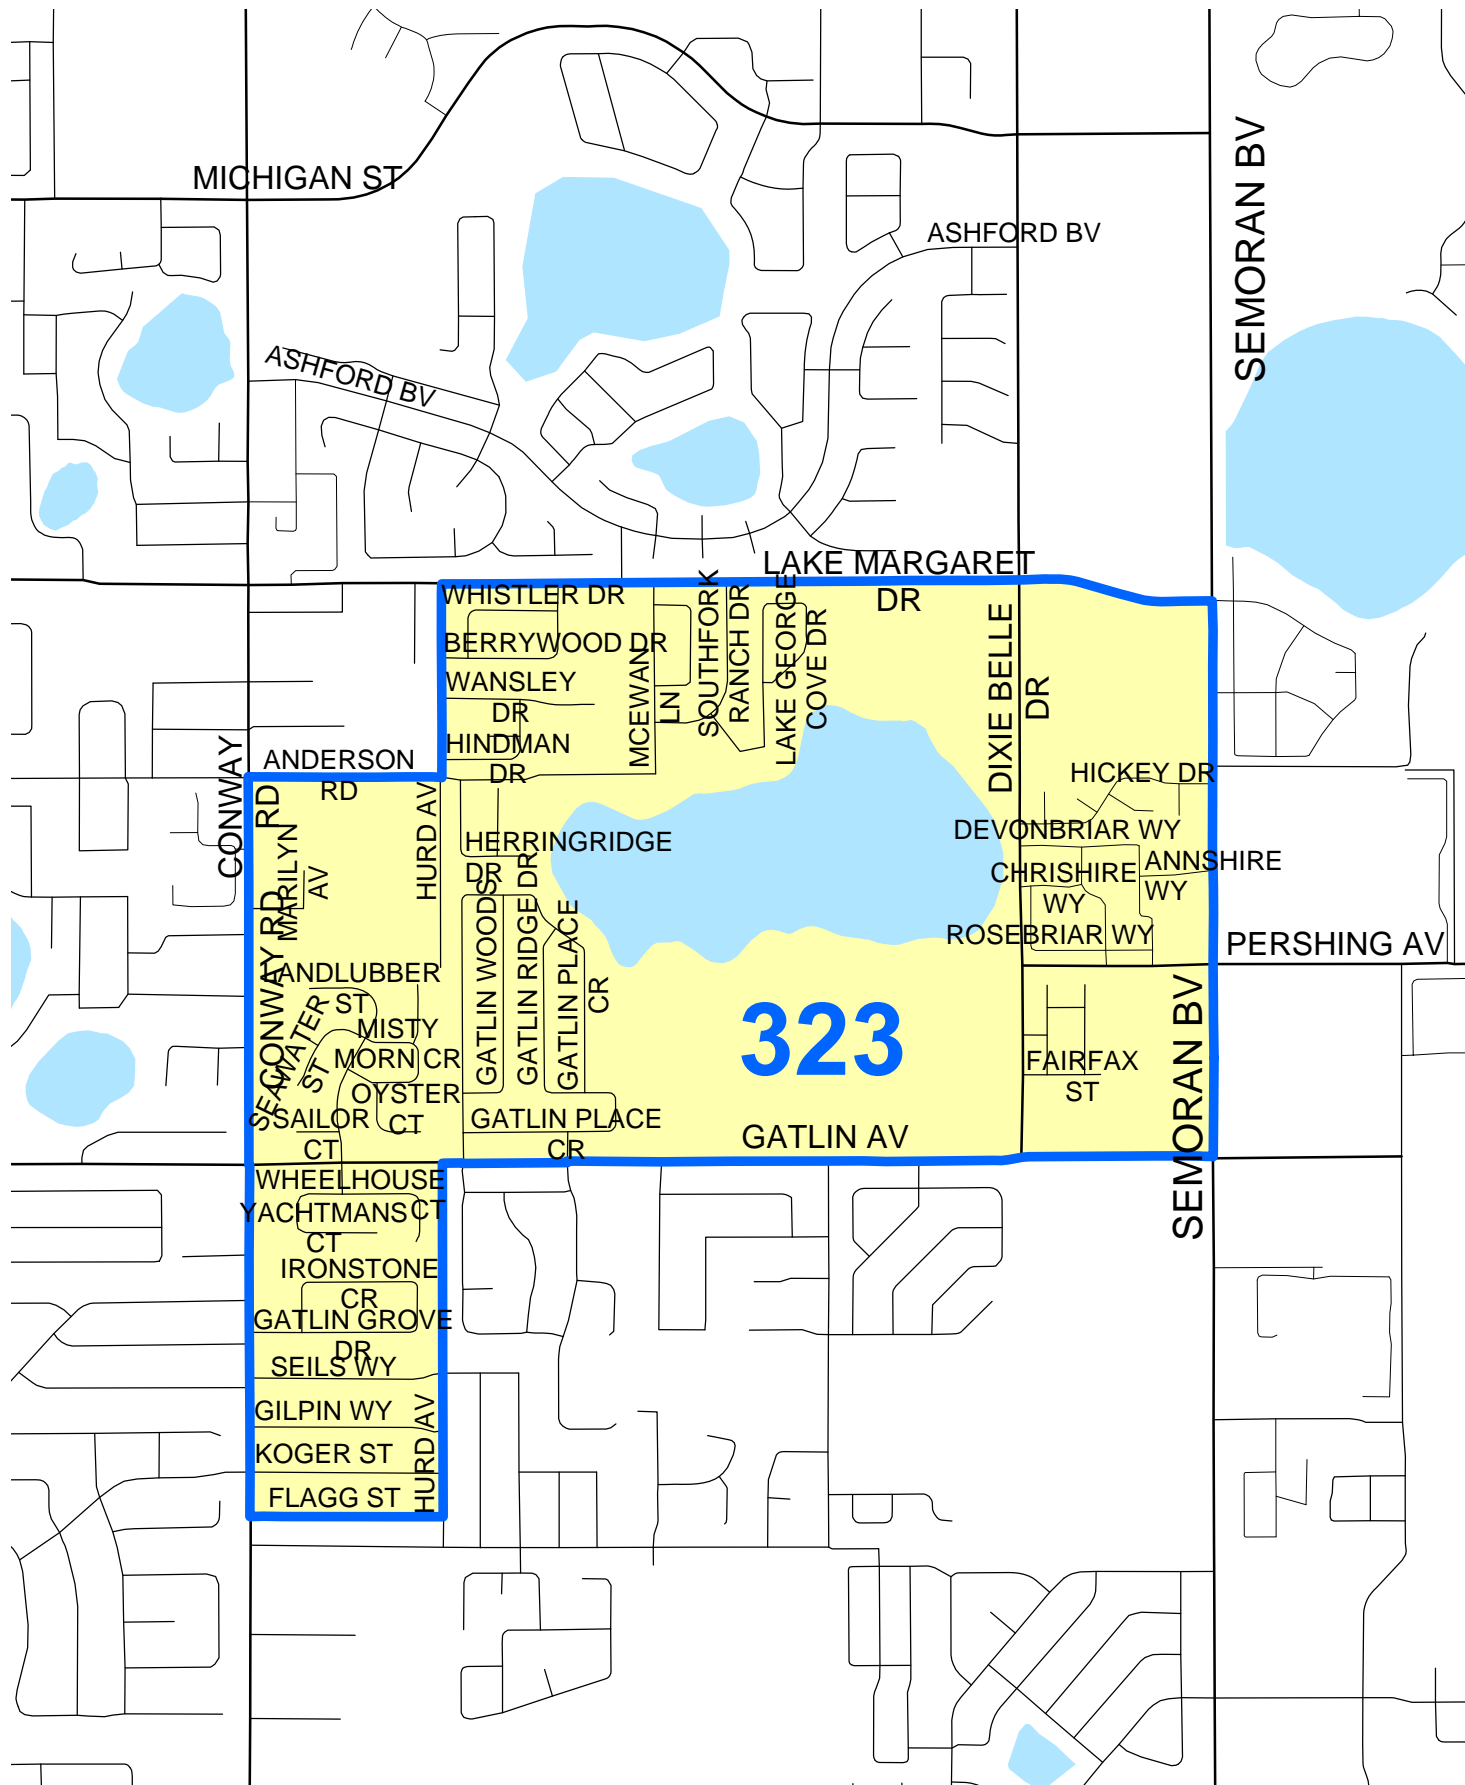 MICHIGAN ST
SEMORAN BV
ASHFORD BV
ASHFORD BV
LAKE MARGARET
DR
WHISTLER DR
BERRYWOOD DR
WANSLEY
DR
HINDMAN
DR
MCEWAN
LN
SOUTHFORK
RANCH DR
LAKE GEORGE
COVE DR
DIXIE BELLE
DR
CONWAY
RD
ANDERSON
RD
HICKEY DR
MARILYN
AV
HURD AV
HERRINGRIDGE
DR
DEVONBRIAR WY
CHRISHIRE
WY
ANNSHIRE
WY
ROSEBRIAR WY
PERSHING AV
CONWAY RD
LANDLUBBER
ST
SEAWATER
ST
MISTY
MORN CR
OYSTER
CT
SAILOR
CT
GATLIN WOODS
GATLIN RIDGE DR
GATLIN PLACE
CR
GATLIN PLACE
CR
323
FAIRFAX
ST
GATLIN AV
SEMORAN BV
WHEELHOUSE
CT
YACHTMANS
CT
IRONSTONE
CR
GATLIN GROVE
DR
SEILS WY
GILPIN WY
KOGER ST
FLAGG ST
HURD AV